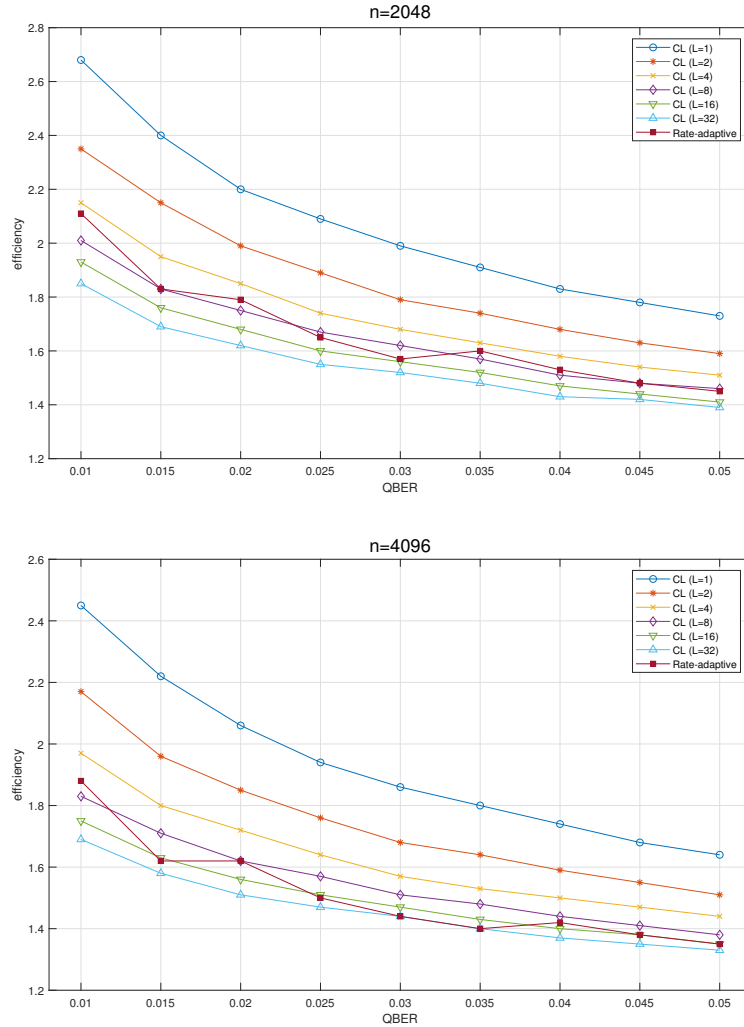 n=2048
2.8
2.6
2.4
2.2
2
1.8
1.6
1.4
1.2
efficiency
0.01 0.015 0.02 0.025 0.03 0.035 0.04 0.045 0.05
QBER
CL (L=1)
CL (L=2)
CL (L=4)
CL (L=8)
CL (L=16)
CL (L=32)
Rate-adaptive
n=4096
2.6
2.4
2.2
2
1.8
1.6
1.4
1.2
efficiency
0.01 0.015 0.02 0.025 0.03 0.035 0.04 0.045 0.05
QBER
CL (L=1)
CL (L=2)
CL (L=4)
CL (L=8)
CL (L=16)
CL (L=32)
Rate-adaptive